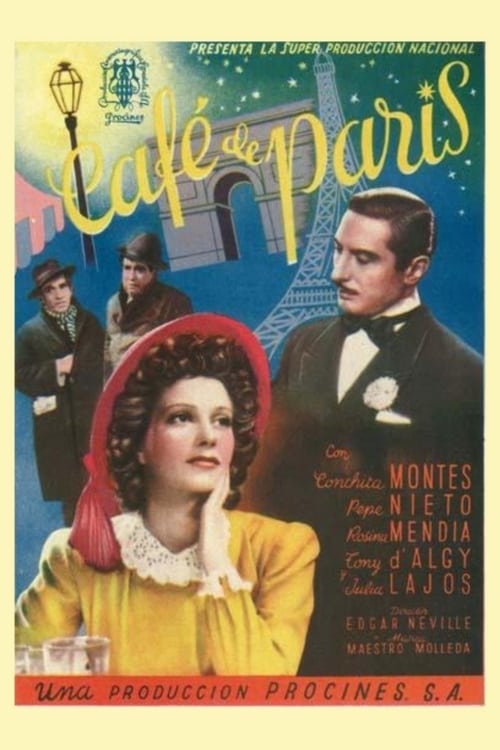 PRESENTA LA SUPER PRODUCCION NACIONAL
Procines
Café de París
Con
Conchita MONTES
Pepe NIETO
Rosina MENDIA
Tony d'ALGY
y Julia LAJOS
Dirección
EDGAR NEVILLE
Música
MAESTRO MOLLEDA
Una PRODUCCION PROCINES S.A.